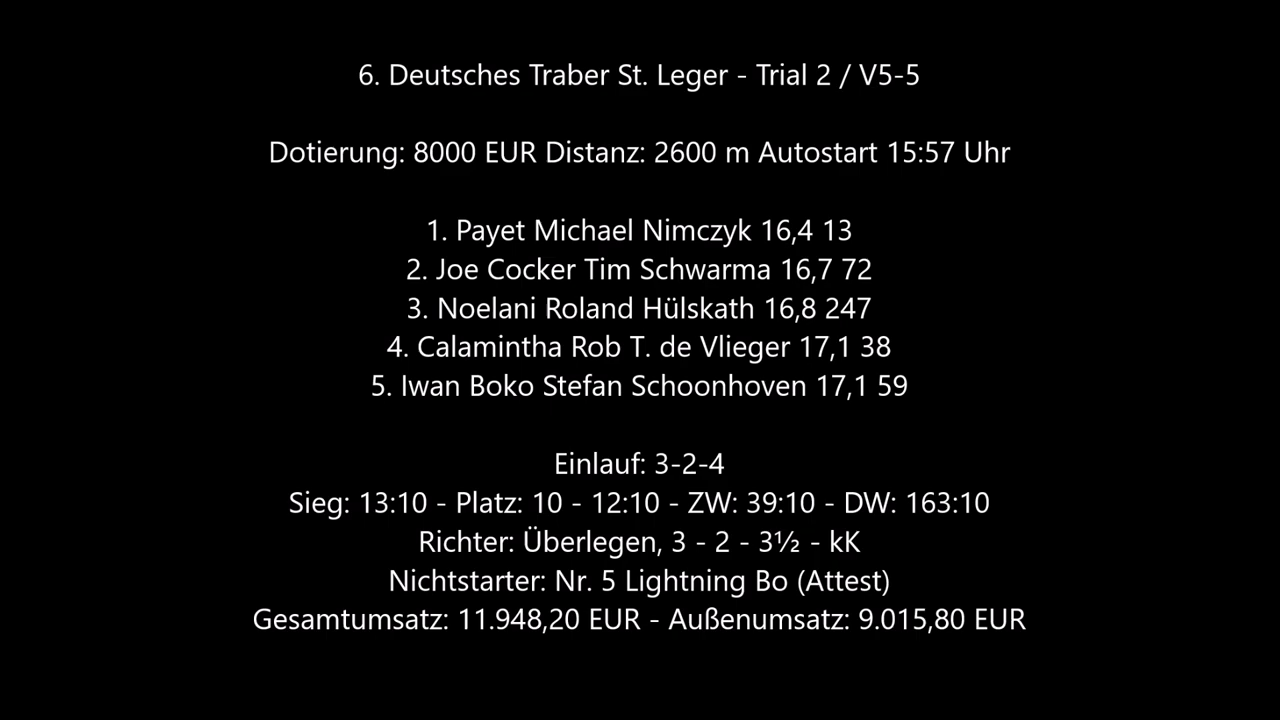 6. Deutsches Traber St. Leger - Trial 2 / V5-5
Dotierung: 8000 EUR Distanz: 2600 m Autostart 15:57 Uhr
1. Payet Michael Nimczyk 16,4 13
2. Joe Cocker Tim Schwarma 16,7 72
3. Noelani Roland Hülskath 16,8 247
4. Calamintha Rob T. de Vlieger 17,1 38
5. Iwan Boko Stefan Schoonhoven 17,1 59
Einlauf: 3-2-4
Sieg: 13:10 - Platz: 10 - 12:10 - ZW: 39:10 - DW: 163:10
Richter: Überlegen, 3 - 2 - 3½ - kK
Nichtstarter: Nr. 5 Lightning Bo (Attest)
Gesamtumsatz: 11.948,20 EUR - Außenumsatz: 9.015,80 EUR